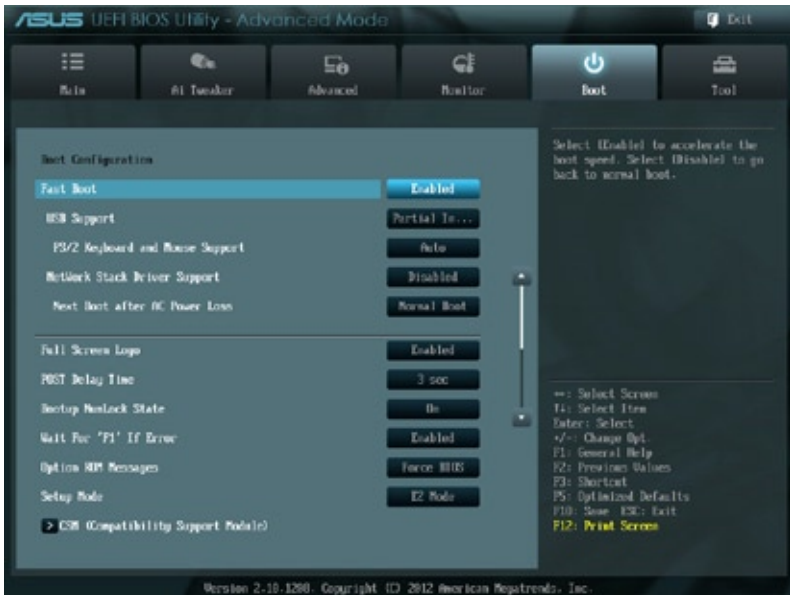 ASUS UEFI BIOS Utility - Advanced Mode
Exit
Main
Ai Tweaker
Advanced
Monitor
Boot
Tool
Boot Configuration
Fast Boot Enabled
USB Support Partial In...
PS/2 Keyboard and Mouse Support Auto
Network Stack Driver Support Disabled
Next Boot after AC Power Loss Normal Boot
Full Screen Logo Enabled
POST Delay Time 3 sec
Bootup NumLock State On
Wait For 'F1' If Error Enabled
Option ROM Messages Force BIOS
Setup Mode EZ Mode
> CSM (Compatibility Support Module)
Select [Enable] to accelerate the
boot speed. Select [Disable] to go
back to normal boot.
→←: Select Screen
↑↓: Select Item
Enter: Select
+/-: Change Opt.
F1: General Help
F2: Previous Values
F3: Shortcut
F5: Optimized Defaults
F10: Save ESC: Exit
F12: Print Screen
Version 2.10.1208. Copyright (C) 2012 American Megatrends, Inc.